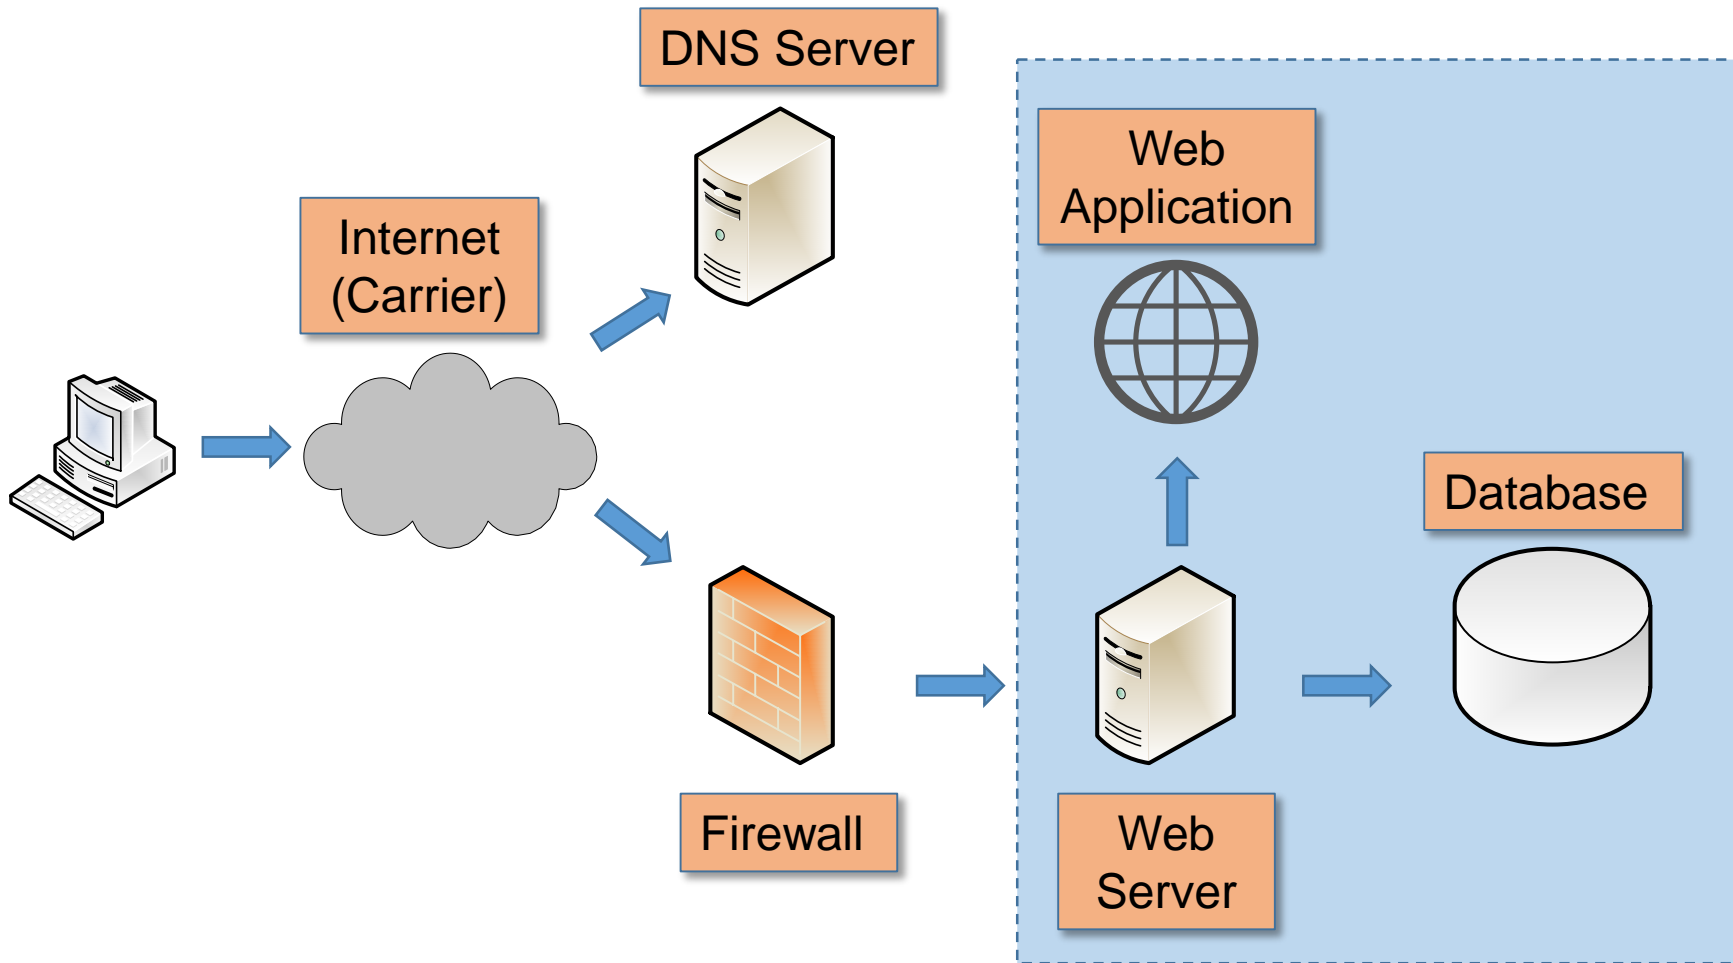 DNS Server
Internet
(Carrier)
Web
Application
Database
Firewall
Web
Server